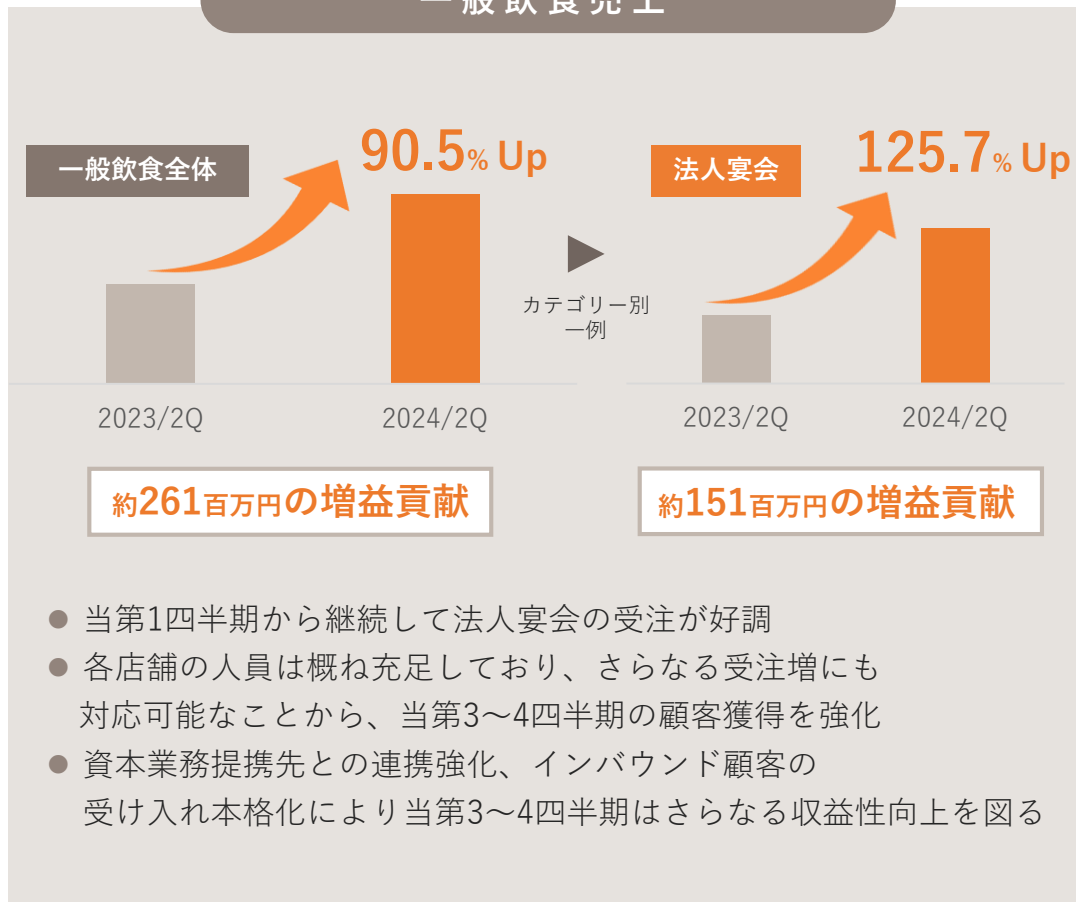 一般飲食売上
一般飲食全体
90.5% Up
2023/2Q
2024/2Q
約261百万円の増益貢献
カテゴリー別
一例
法人宴会
125.7% Up
2023/2Q
2024/2Q
約151百万円の増益貢献
● 当第1四半期から継続して法人宴会の受注が好調
● 各店舗の人員は概ね充足しており、さらなる受注増にも
対応可能なことから、当第3〜4四半期の顧客獲得を強化
● 資本業務提携先との連携強化、インバウンド顧客の
受け入れ本格化により当第3〜4四半期はさらなる収益性向上を図る